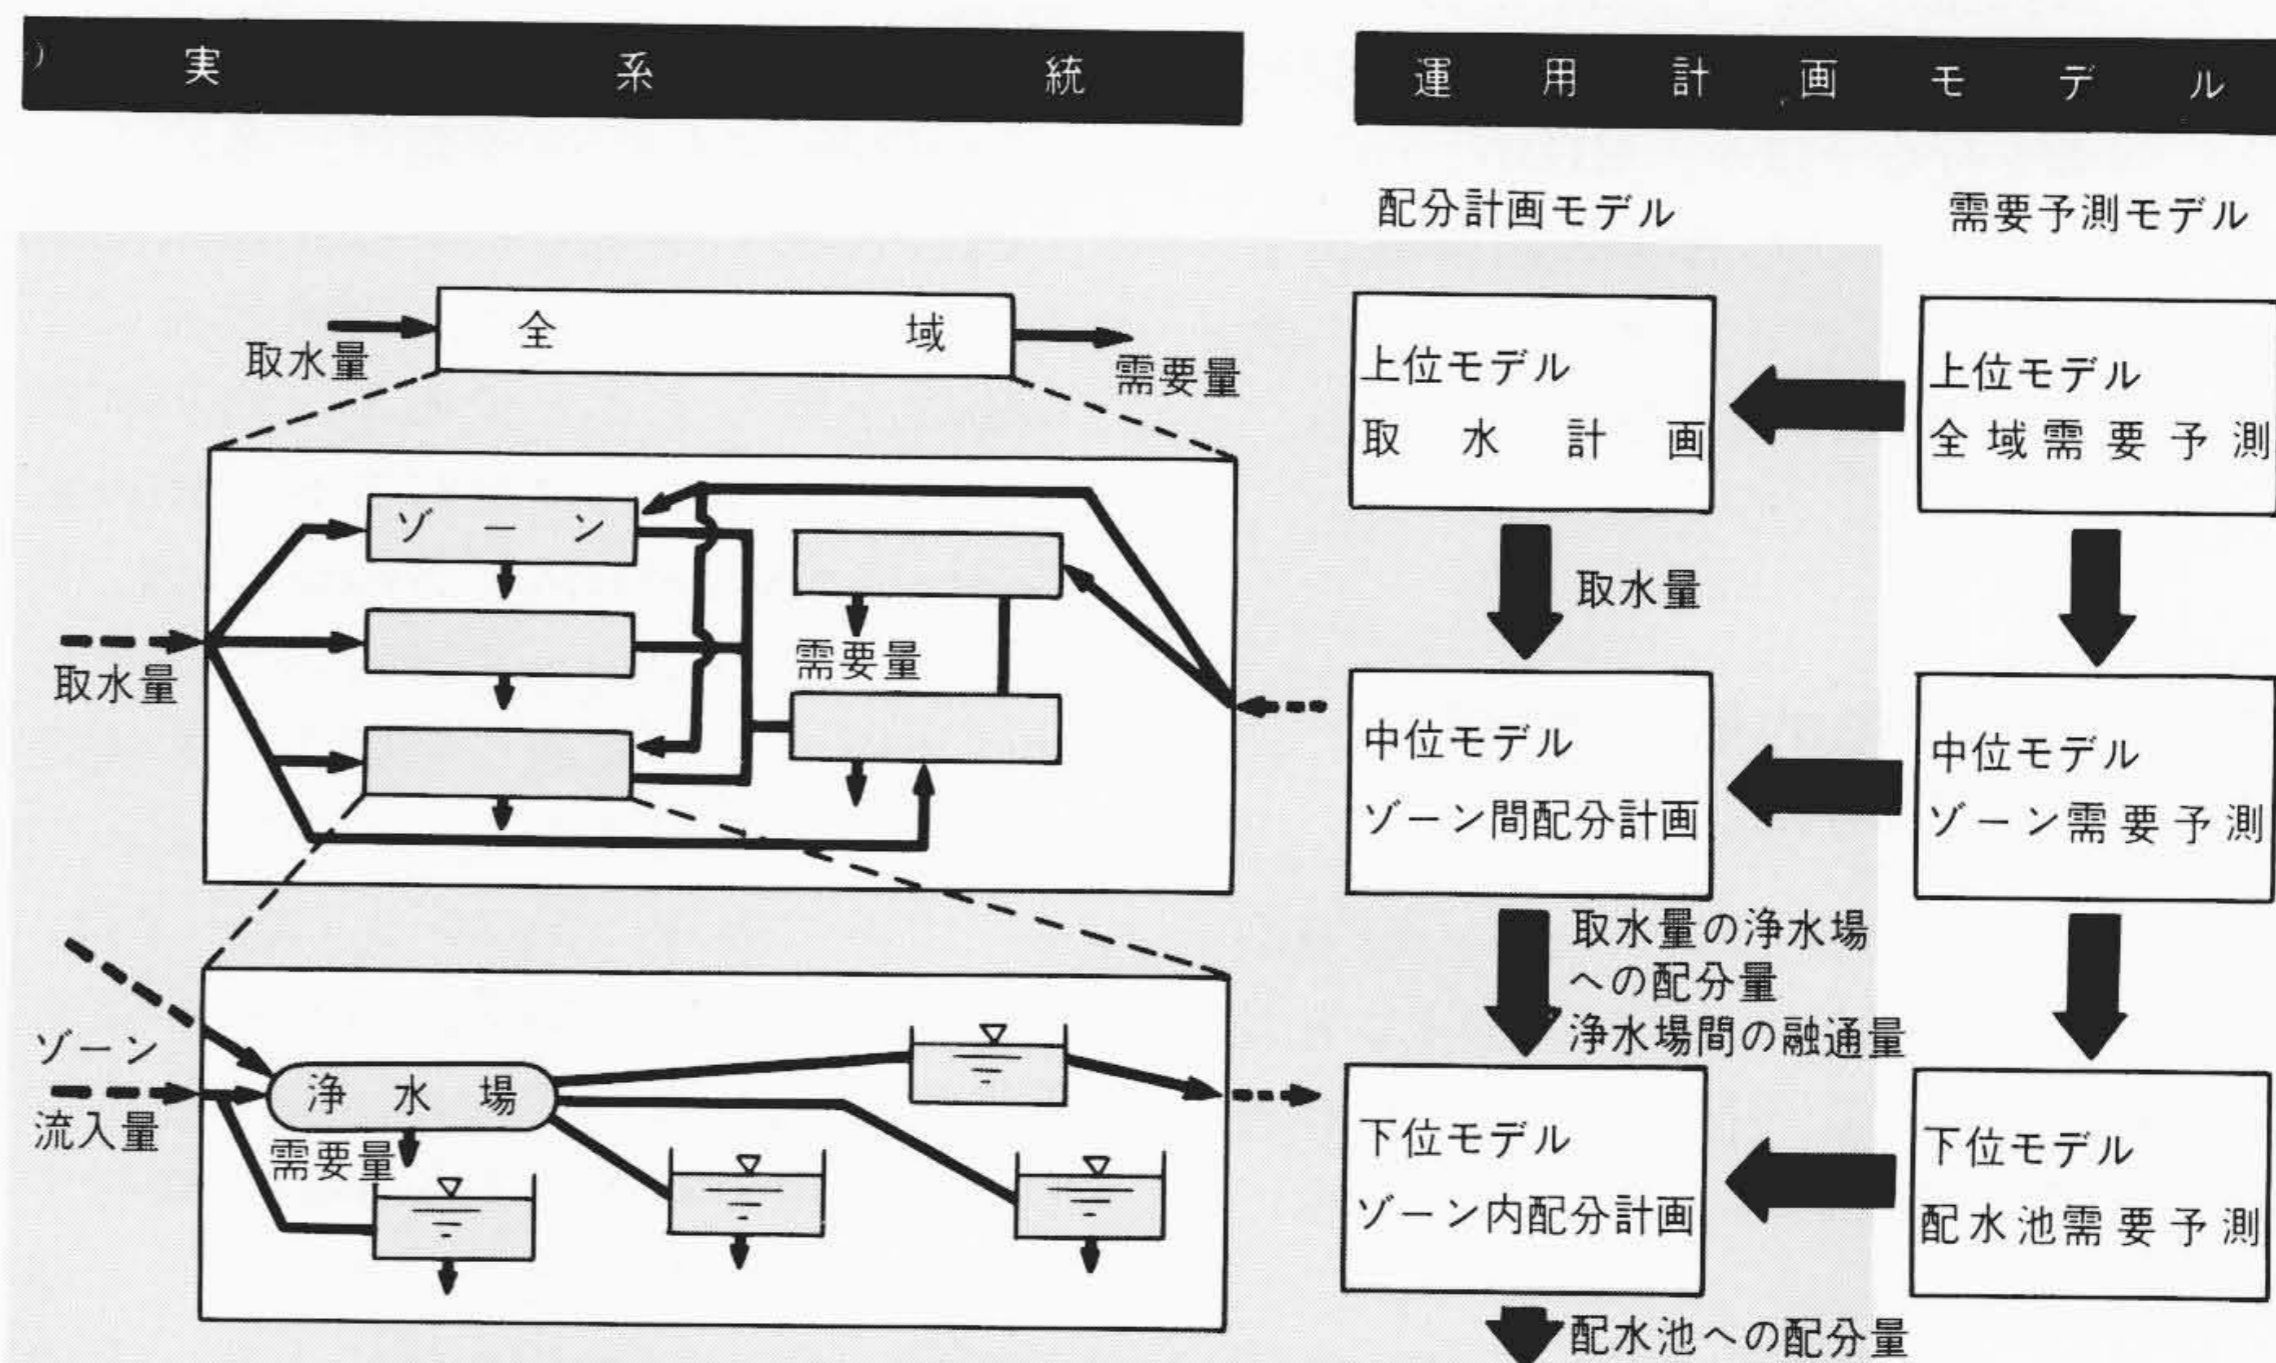 実系統
運用計画モデル
配分計画モデル
需要予測モデル
全域
取水量
需要量
上位モデル
取水計画
上位モデル
全域需要予測
ゾーン
取水量
需要量
取水量
中位モデル
ゾーン間配分計画
中位モデル
ゾーン需要予測
取水量の浄水場
への配分量
浄水場間の融通量
ゾーン
流入量
浄水場
需要量
下位モデル
ゾーン内配分計画
下位モデル
配水池需要予測
配水池への配分量